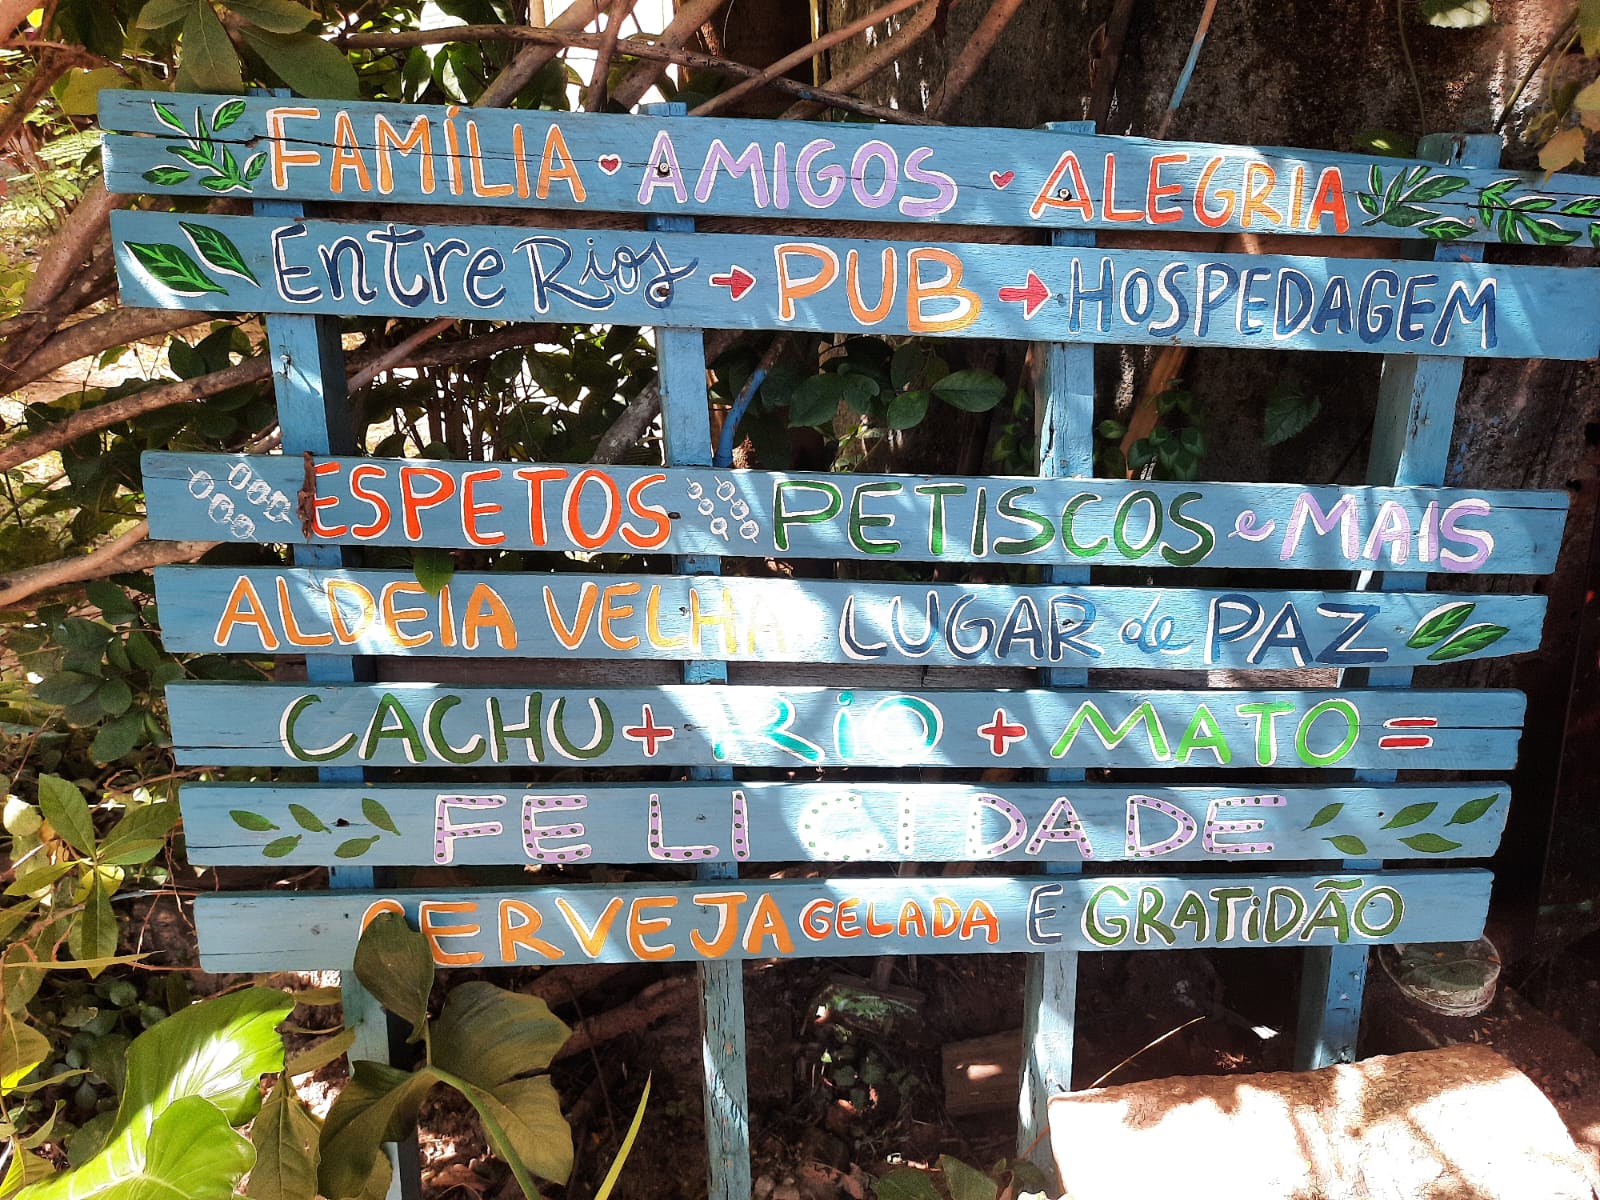 FAMÍLIA AMIGOS ALEGRIA
Entre Rios → PUB → HOSPEDAGEM
ESPETOS PETISCOS e MAIS
ALDEIA VELHA LUGAR de PAZ
CACHU + RiO + MATO =
FELICIDADE
CERVEJA GELADA E GRATiDÃO